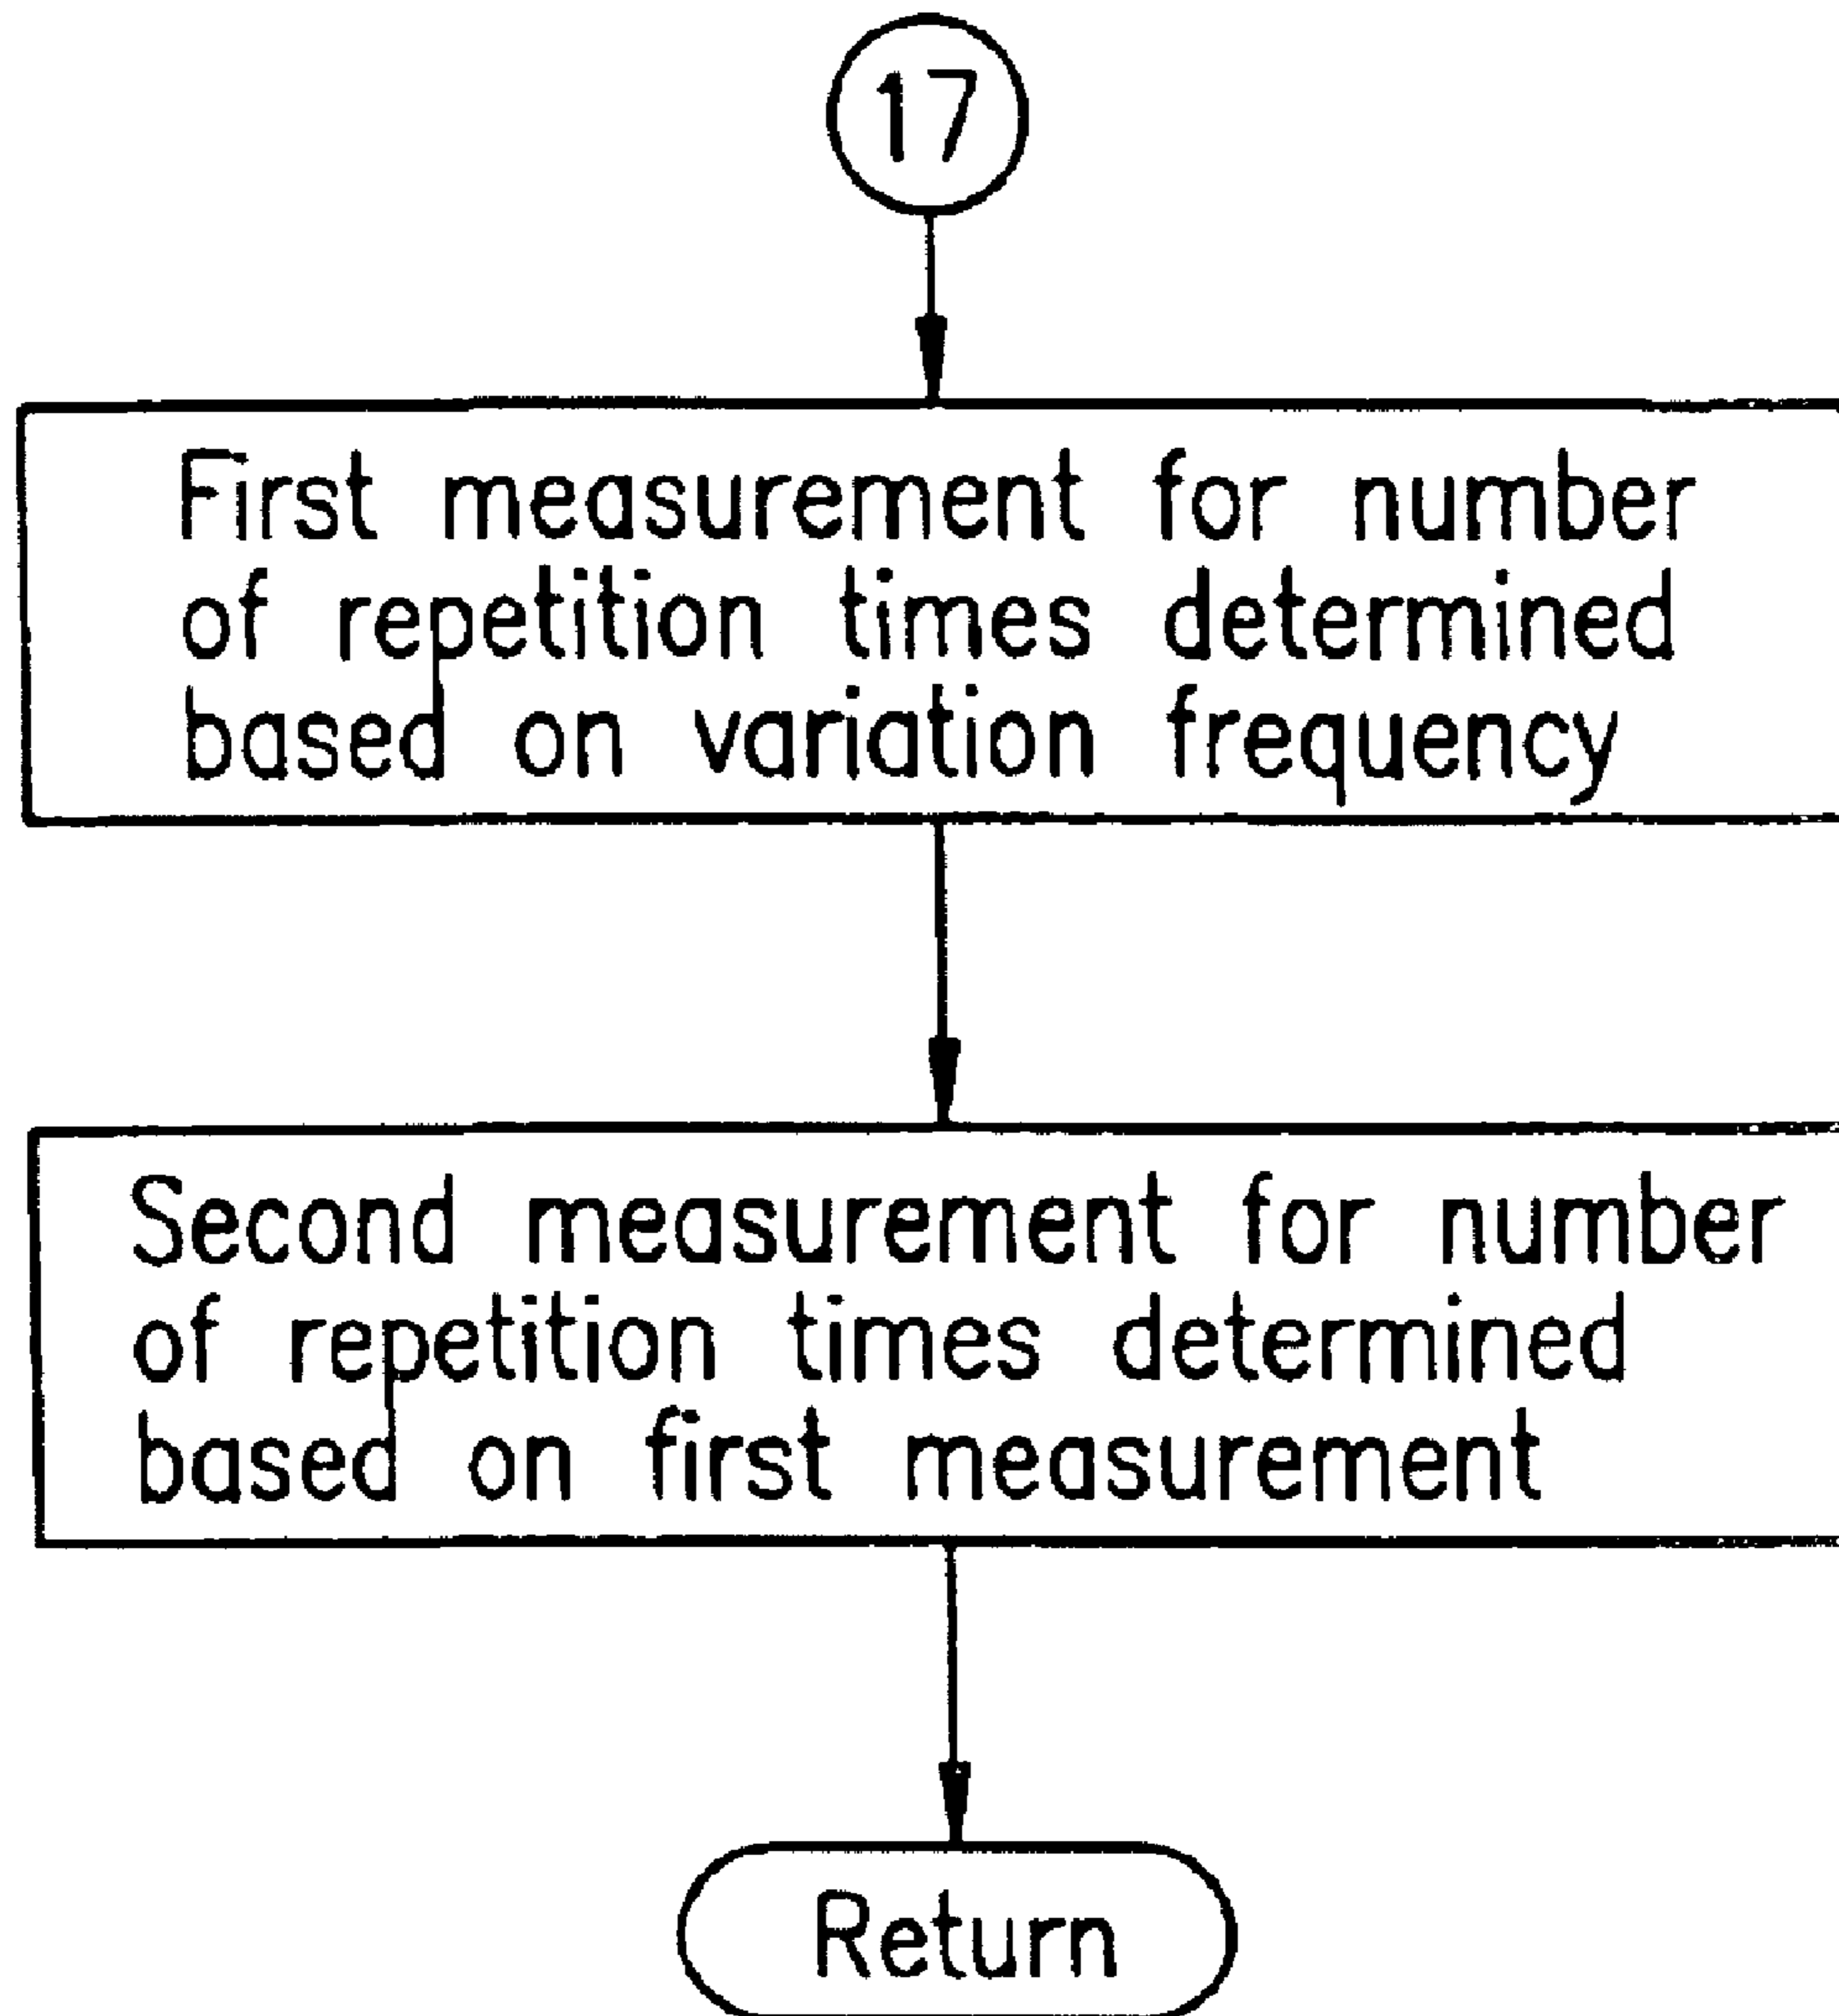 17
First measurement for number
of repetition times determined
based on variation frequency
Second measurement for number
of repetition times determined
based on first measurement
Return